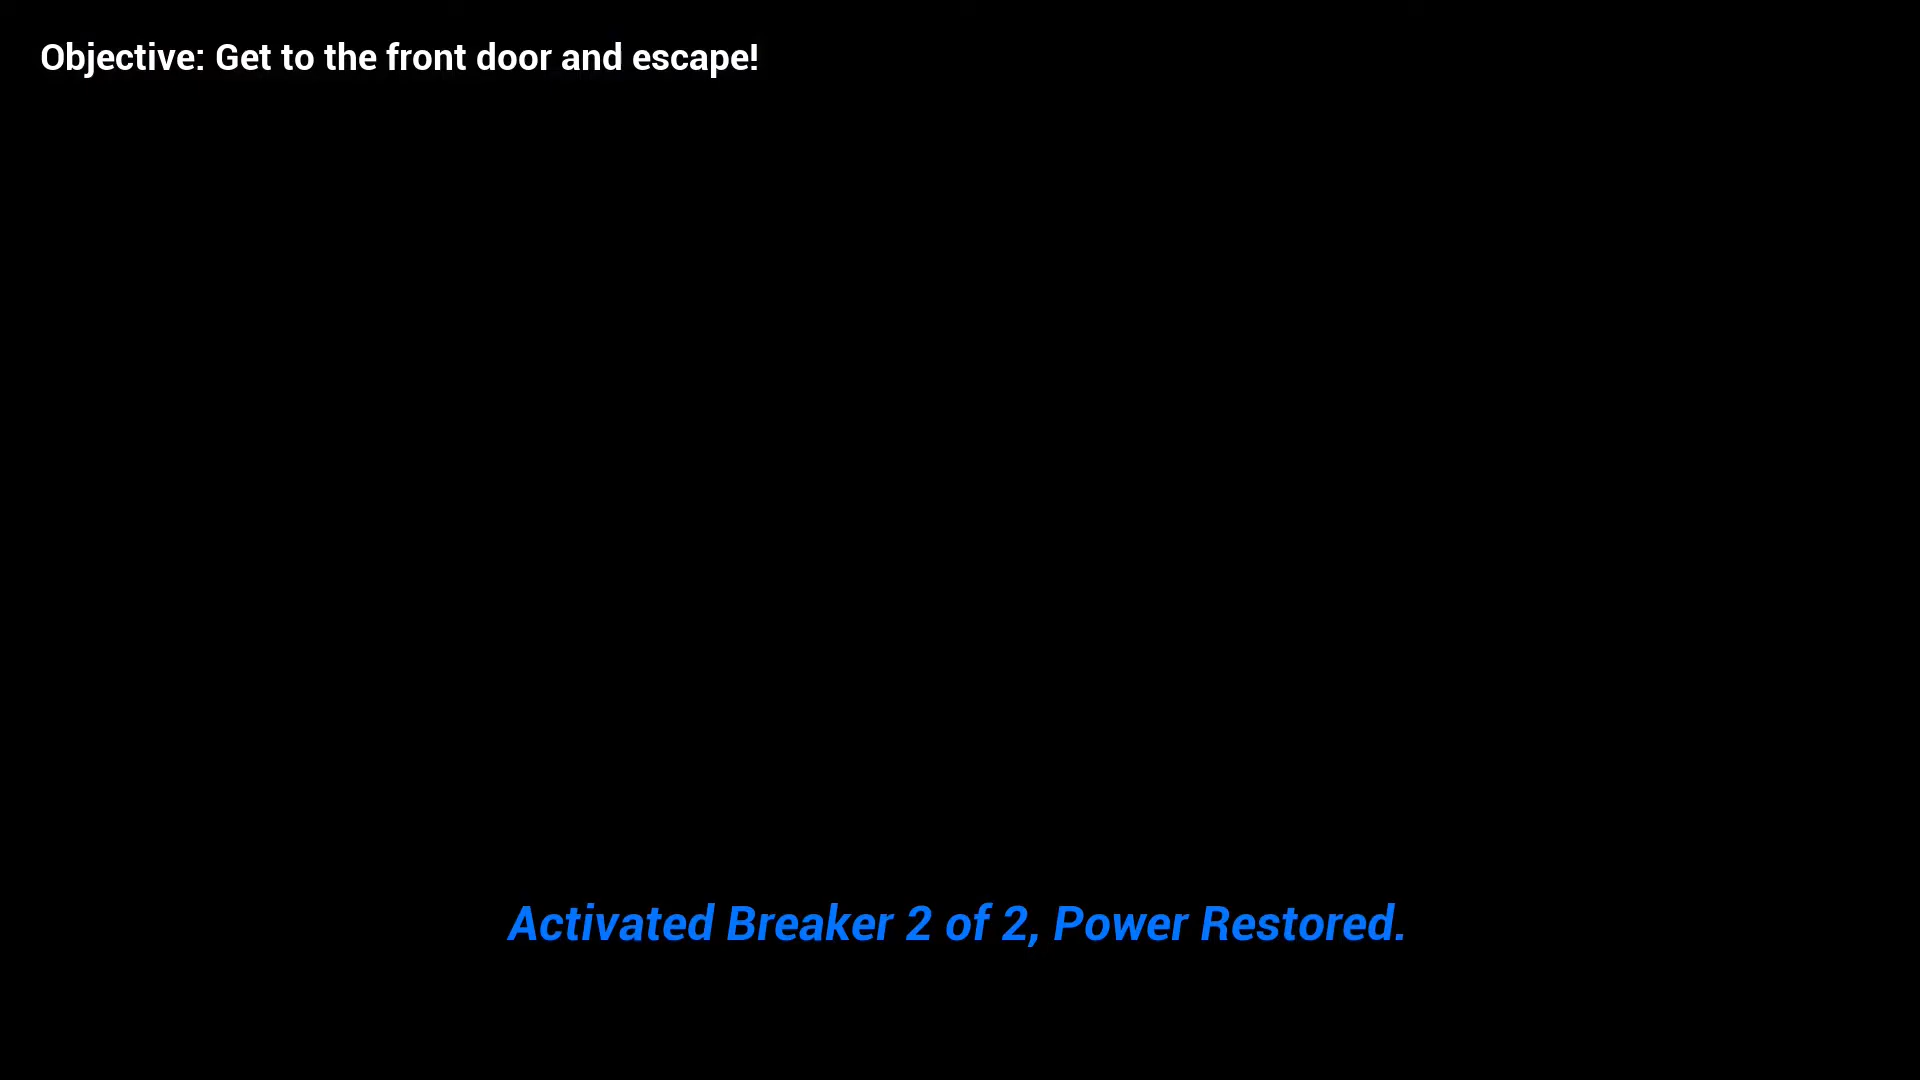 Objective: Get to the front door and escape!
Activated Breaker 2 of 2, Power Restored.